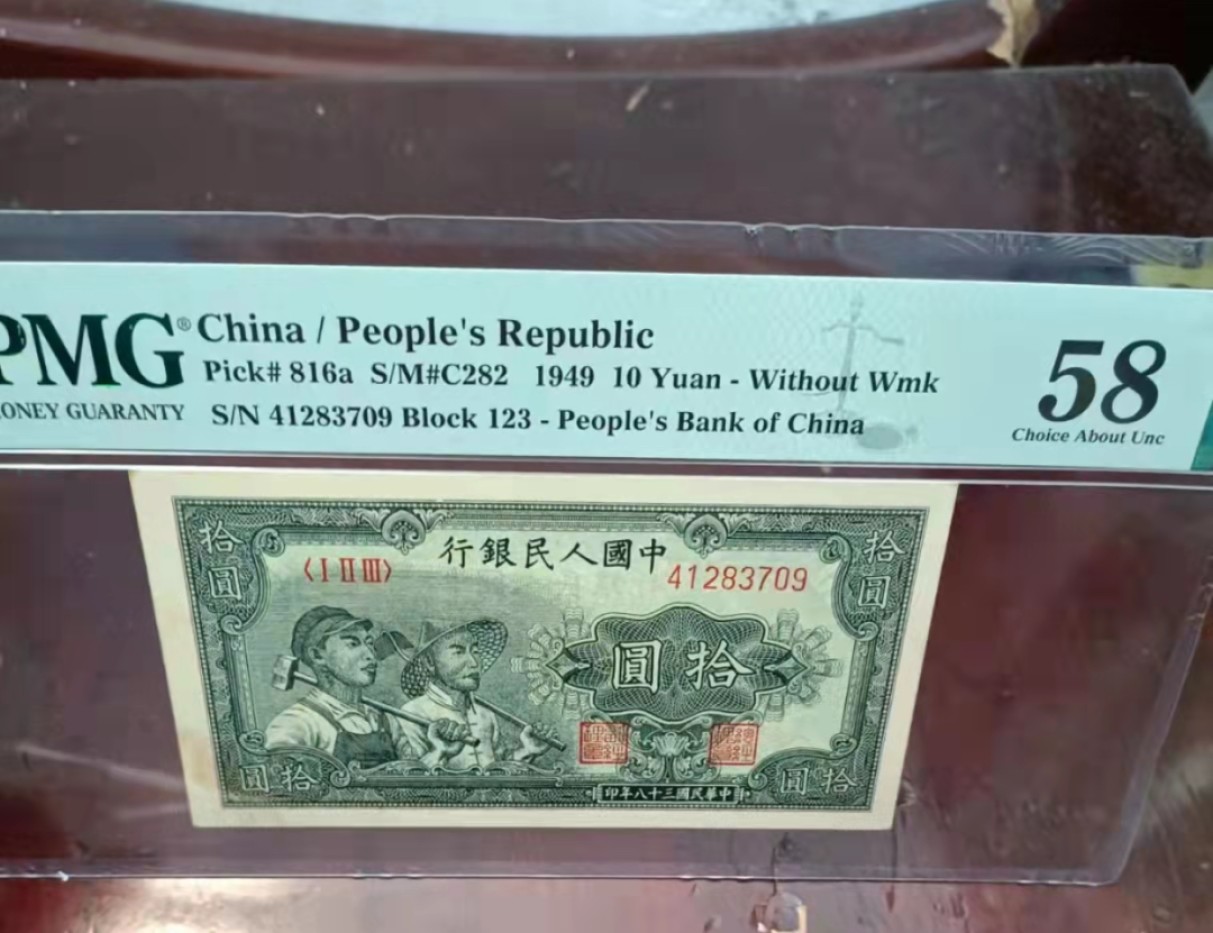 PMG® China / People's Republic
Pick# 816a S/M#C282 1949 10 Yuan - Without Wmk
ONEY GUARANTY S/N 41283709 Block 123 - People's Bank of China
58
Choice About Unc
行銀民人國中
拾圓
拾圓
〈Ⅰ Ⅱ Ⅲ〉
41283709
圓拾
圓拾
圓拾
印年八十三國民華中